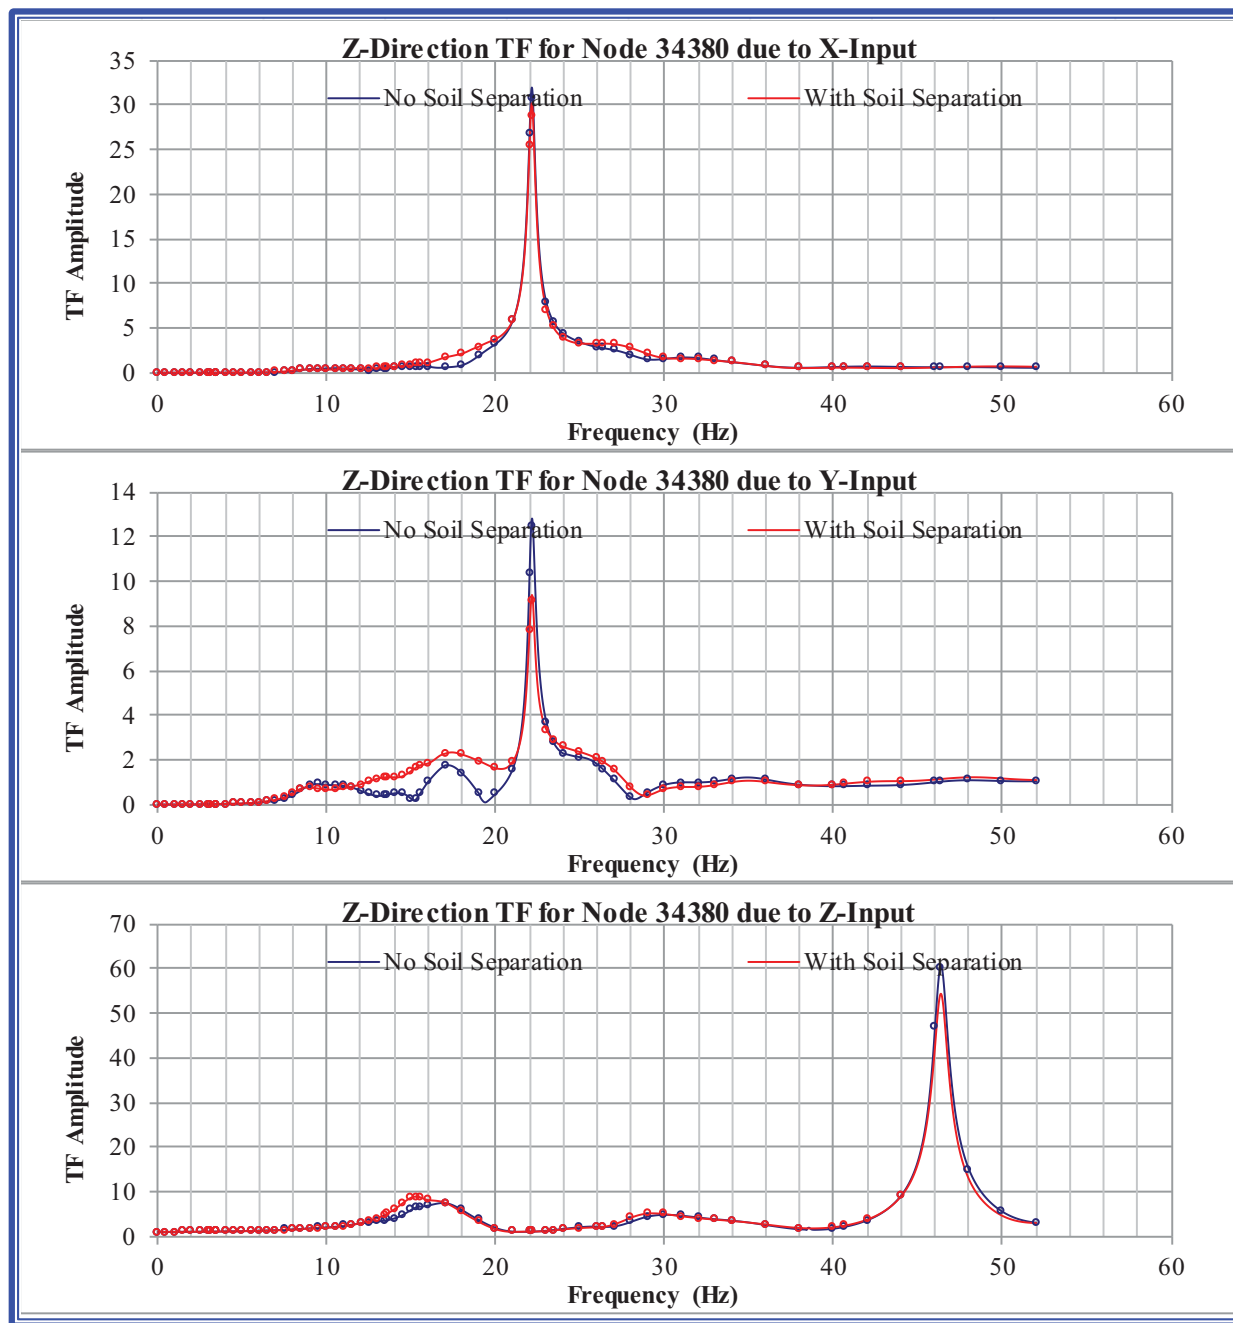 Z-Direction TF for Node 34380 due to X-Input
35
No Soil Separation
With Soil Separation
30
25
20
15
10
5
0
TF Amplitude
0 10 20 30 40 50 60
Frequency (Hz)
Z-Direction TF for Node 34380 due to Y-Input
14
No Soil Separation
With Soil Separation
12
10
8
6
4
2
0
TF Amplitude
0 10 20 30 40 50 60
Frequency (Hz)
Z-Direction TF for Node 34380 due to Z-Input
70
No Soil Separation
With Soil Separation
60
50
40
30
20
10
0
TF Amplitude
0 10 20 30 40 50 60
Frequency (Hz)